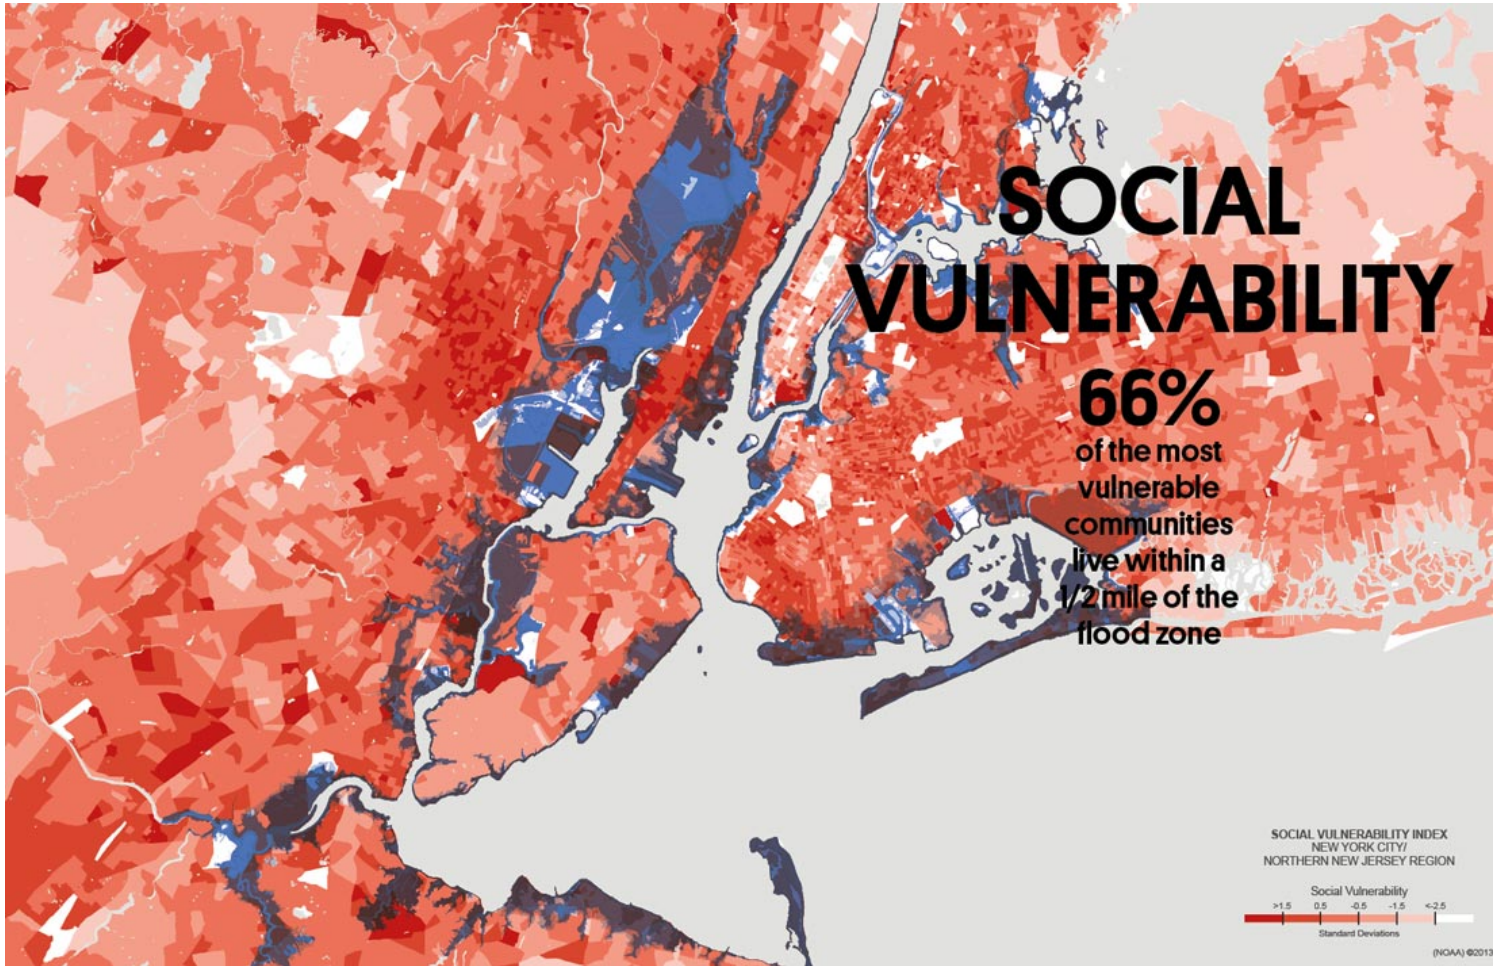 SOCIAL
VULNERABILITY
66%
of the most
vulnerable
communities
live within a
1/2 mile of the
flood zone
SOCIAL VULNERABILITY INDEX
NEW YORK CITY/
NORTHERN NEW JERSEY REGION
Social Vulnerability
>1.5 0.5 -0.5 -1.5 <-2.5
Standard Deviations
(NOAA) ©2013